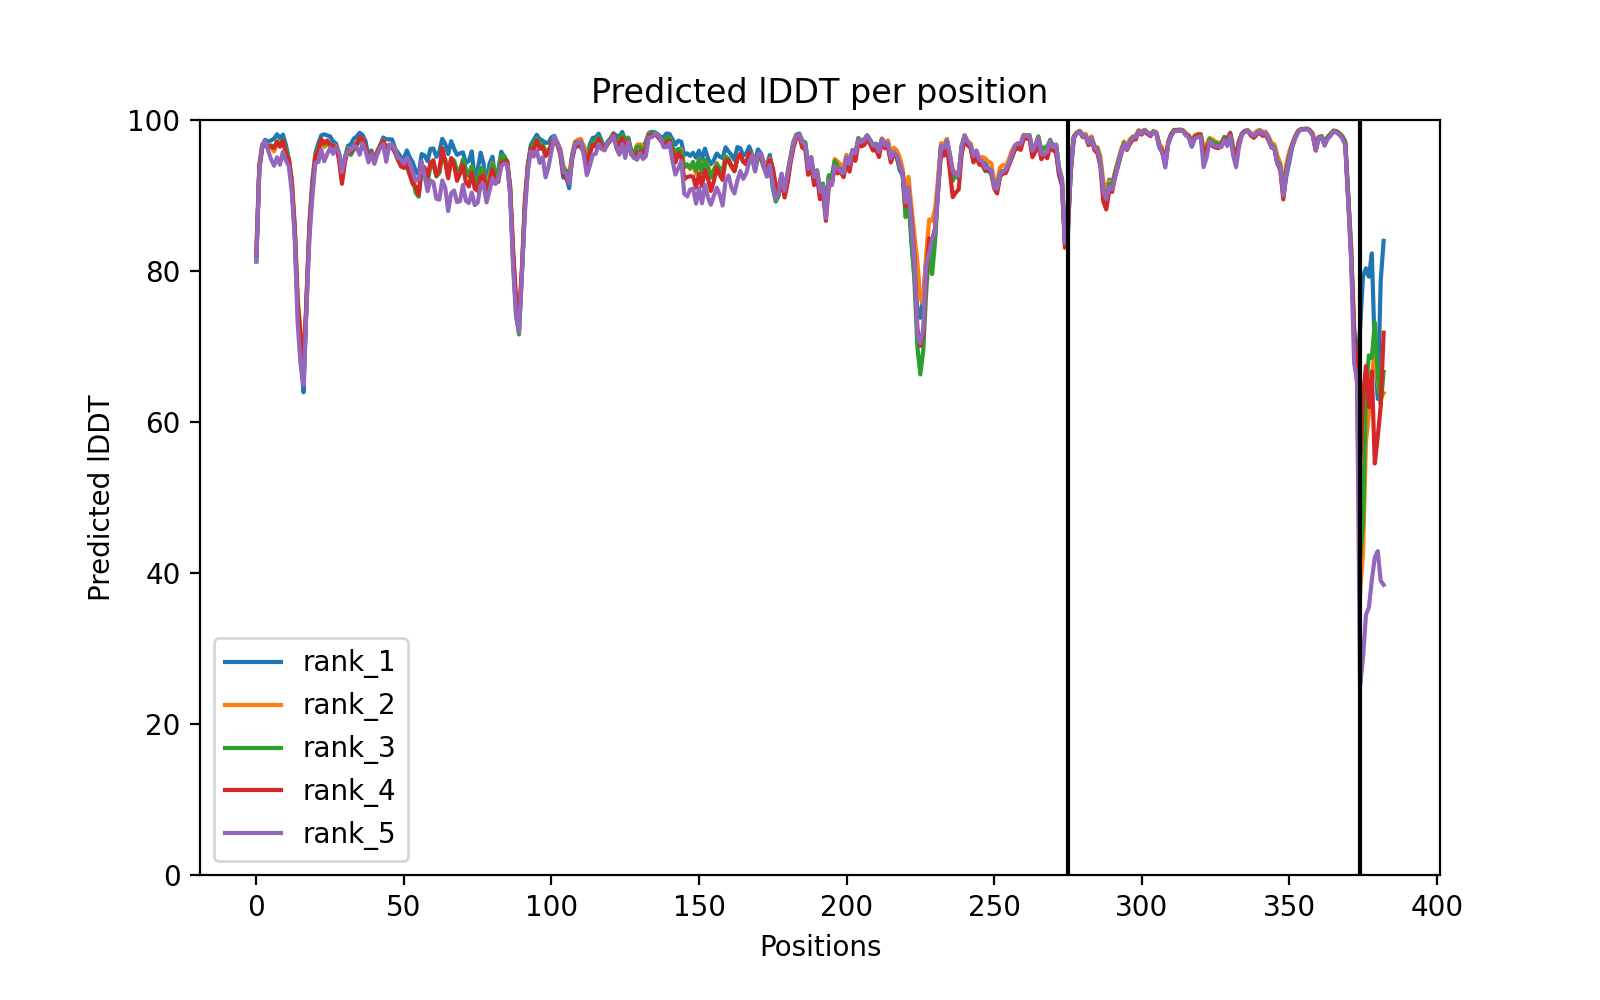 Predicted lDDT per position
100
80
60
40
20
0
Predicted lDDT
rank_1
rank_2
rank_3
rank_4
rank_5
0 50 100 150 200 250 300 350 400
Positions